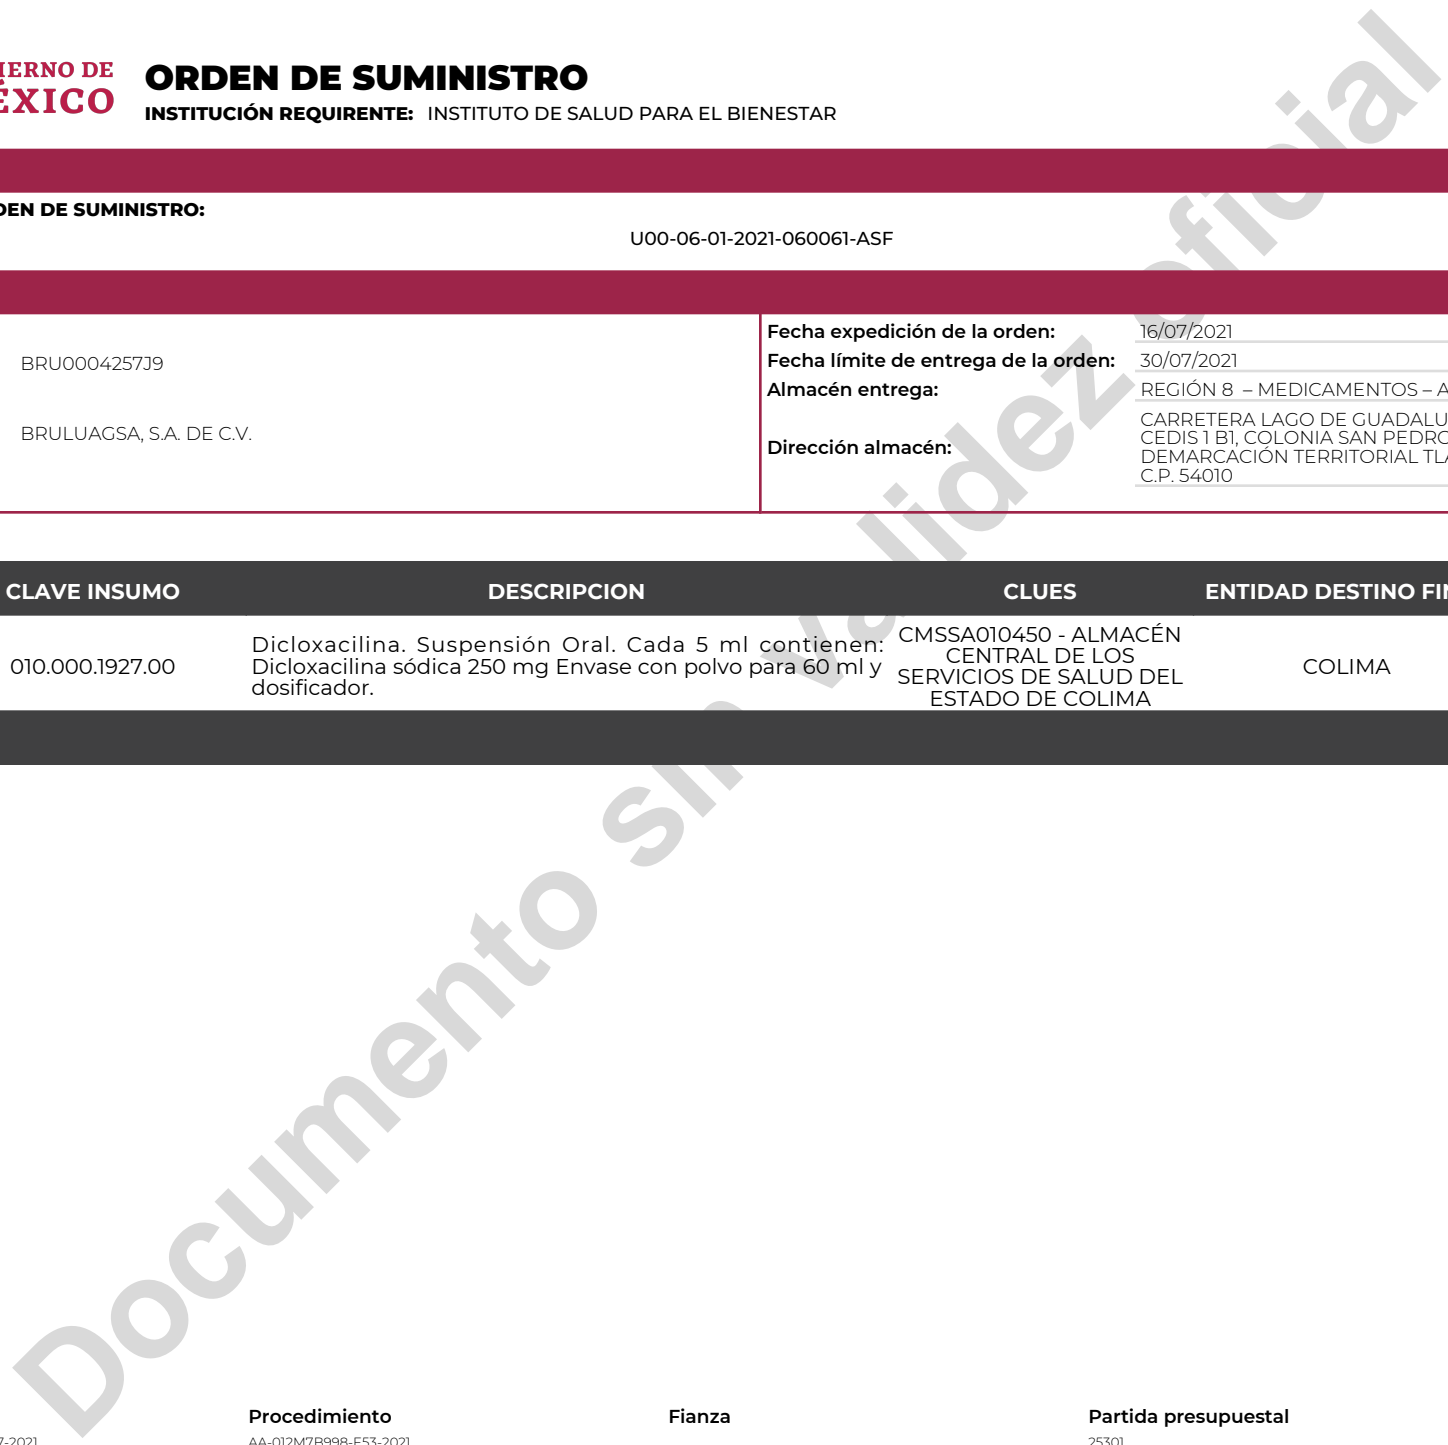 IERNO DE
ÉXICO
ORDEN DE SUMINISTRO
INSTITUCIÓN REQUIRENTE: INSTITUTO DE SALUD PARA EL BIENESTAR
DEN DE SUMINISTRO:
U00-06-01-2021-060061-ASF
BRU0004257J9
BRULUAGSA, S.A. DE C.V.
Fecha expedición de la orden: 16/07/2021
Fecha límite de entrega de la orden: 30/07/2021
Almacén entrega: REGIÓN 8 – MEDICAMENTOS – A
Dirección almacén:
CARRETERA LAGO DE GUADALU
CEDIS 1 B1, COLONIA SAN PEDRO
DEMARCACIÓN TERRITORIAL TLA
C.P. 54010
CLAVE INSUMO DESCRIPCION CLUES ENTIDAD DESTINO FIN
010.000.1927.00
Dicloxacilina. Suspensión Oral. Cada 5 ml contienen:
Dicloxacilina sódica 250 mg Envase con polvo para 60 ml y
dosificador.
CMSSA010450 - ALMACÉN
CENTRAL DE LOS
SERVICIOS DE SALUD DEL
ESTADO DE COLIMA
COLIMA
Documento sin validez oficial
Procedimiento Fianza Partida presupuestal
7-2021 AA-012M7B998-E53-2021 25301